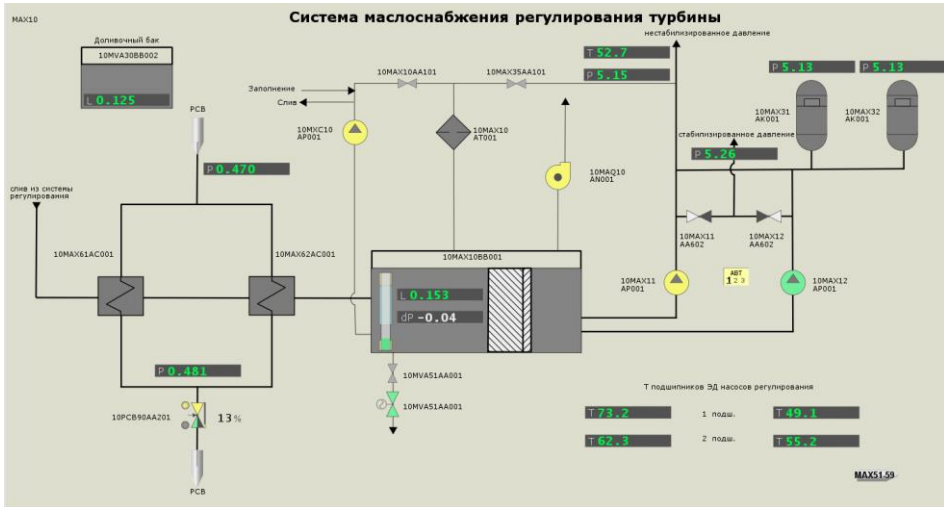 MAX10
Система маслоснабжения регулирования турбины
Доливочный бак
10MVA30BB002
L 0.125
PCB
P 0.470
слив из системы
регулирования
10MAX61AC001
10MAX62AC001
P 0.481
10PCB90AA201
13 %
PCB
Заполнение
Слив
10MXC10
AP001
10MAX10AA101
10MAX35AA101
10MAX10
AT001
10MAQ10
AN001
нестабилизированное давление
T 52.7
P 5.15
P 5.13
P 5.13
10MAX31
AK001
10MAX32
AK001
стабилизированное давление
P 5.26
10MAX11
AA602
10MAX12
AA602
10MAX10BB001
L 0.153
dP -0.04
10MAX11
AP001
АВТ
1 2 3
10MAX12
AP001
10MVA51AA001
10MVA51AA001
Т подшипников ЭД насосов регулирования
T 73.2
1 подш.
T 49.1
T 62.3
2 подш.
T 55.2
MAX51-59